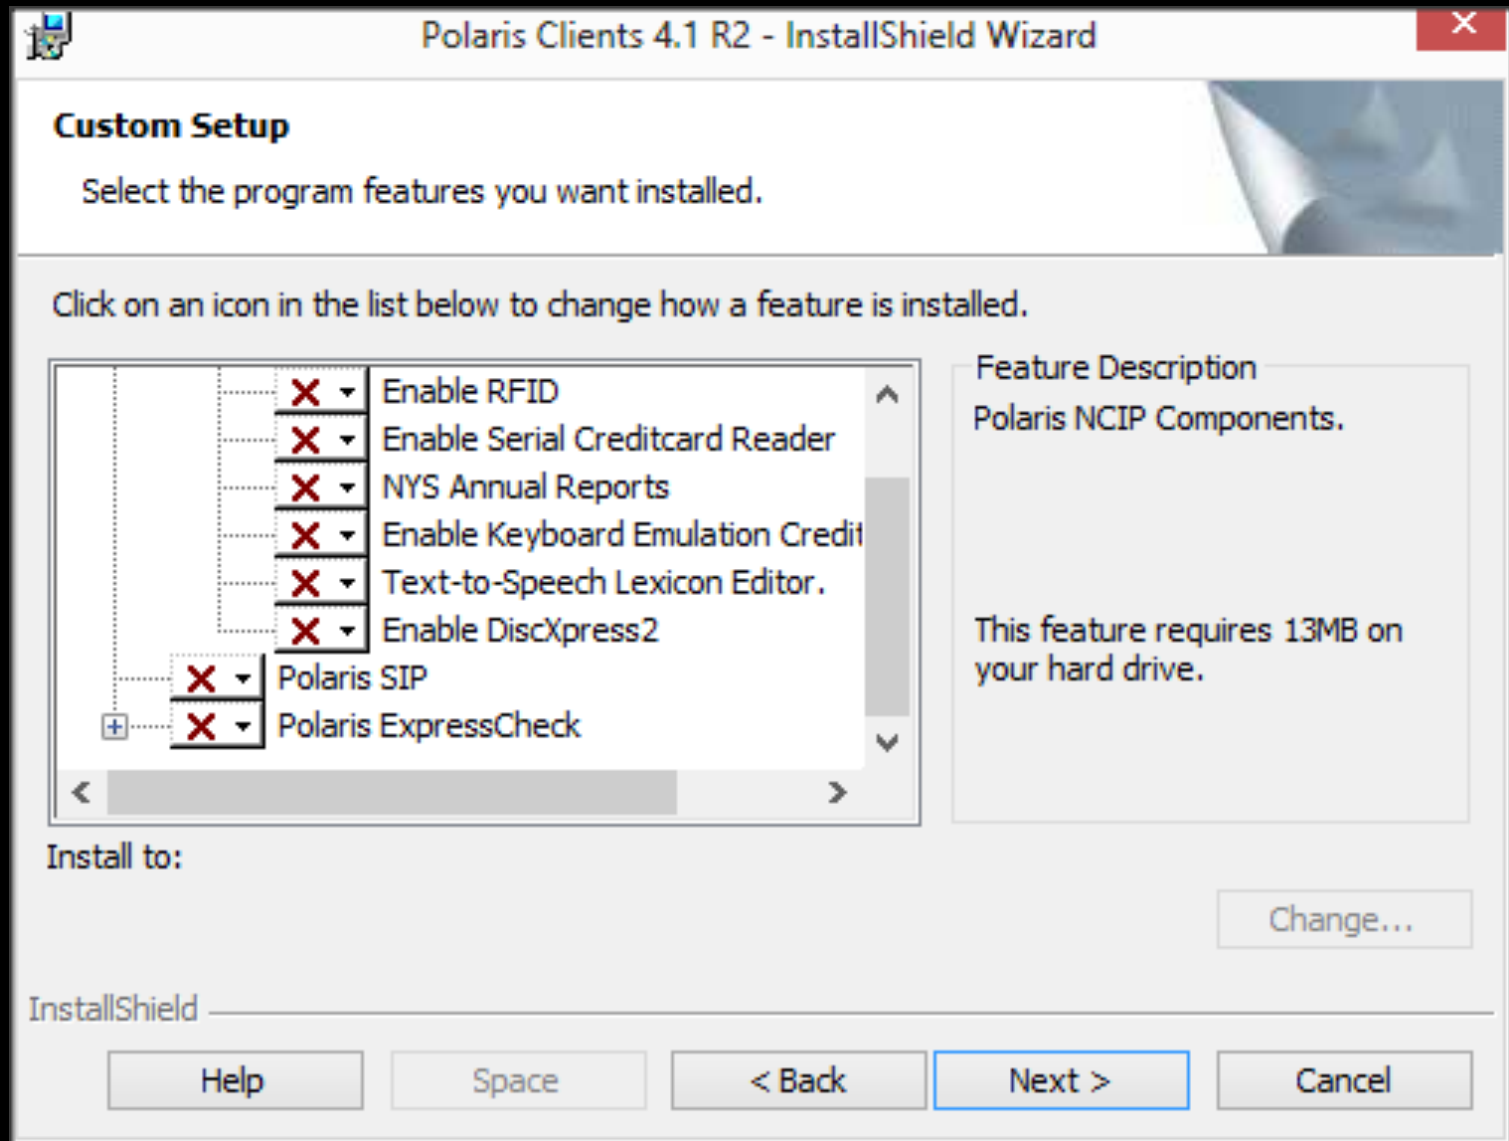 Polaris Clients 4.1 R2 - InstallShield Wizard
Custom Setup
Select the program features you want installed.
Click on an icon in the list below to change how a feature is installed.
Enable RFID
Enable Serial Creditcard Reader
NYS Annual Reports
Enable Keyboard Emulation Credit
Text-to-Speech Lexicon Editor.
Enable DiscXpress2
Polaris SIP
Polaris ExpressCheck
Feature Description
Polaris NCIP Components.
This feature requires 13MB on
your hard drive.
Install to:
Change...
InstallShield
Help
Space
< Back
Next >
Cancel